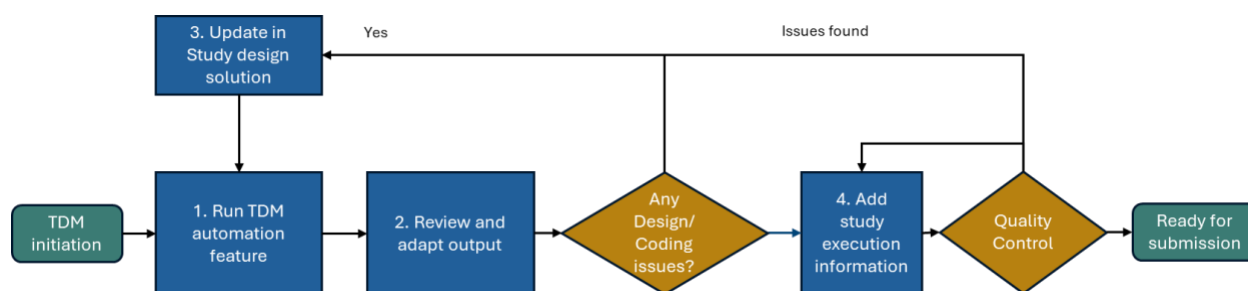 3. Update in
Study design
solution
Yes
Issues found
TDM
initiation
1. Run TDM
automation
feature
2. Review and
adapt output
Any
Design/
Coding
issues?
4. Add
study
execution
information
Quality
Control
Ready for
submission